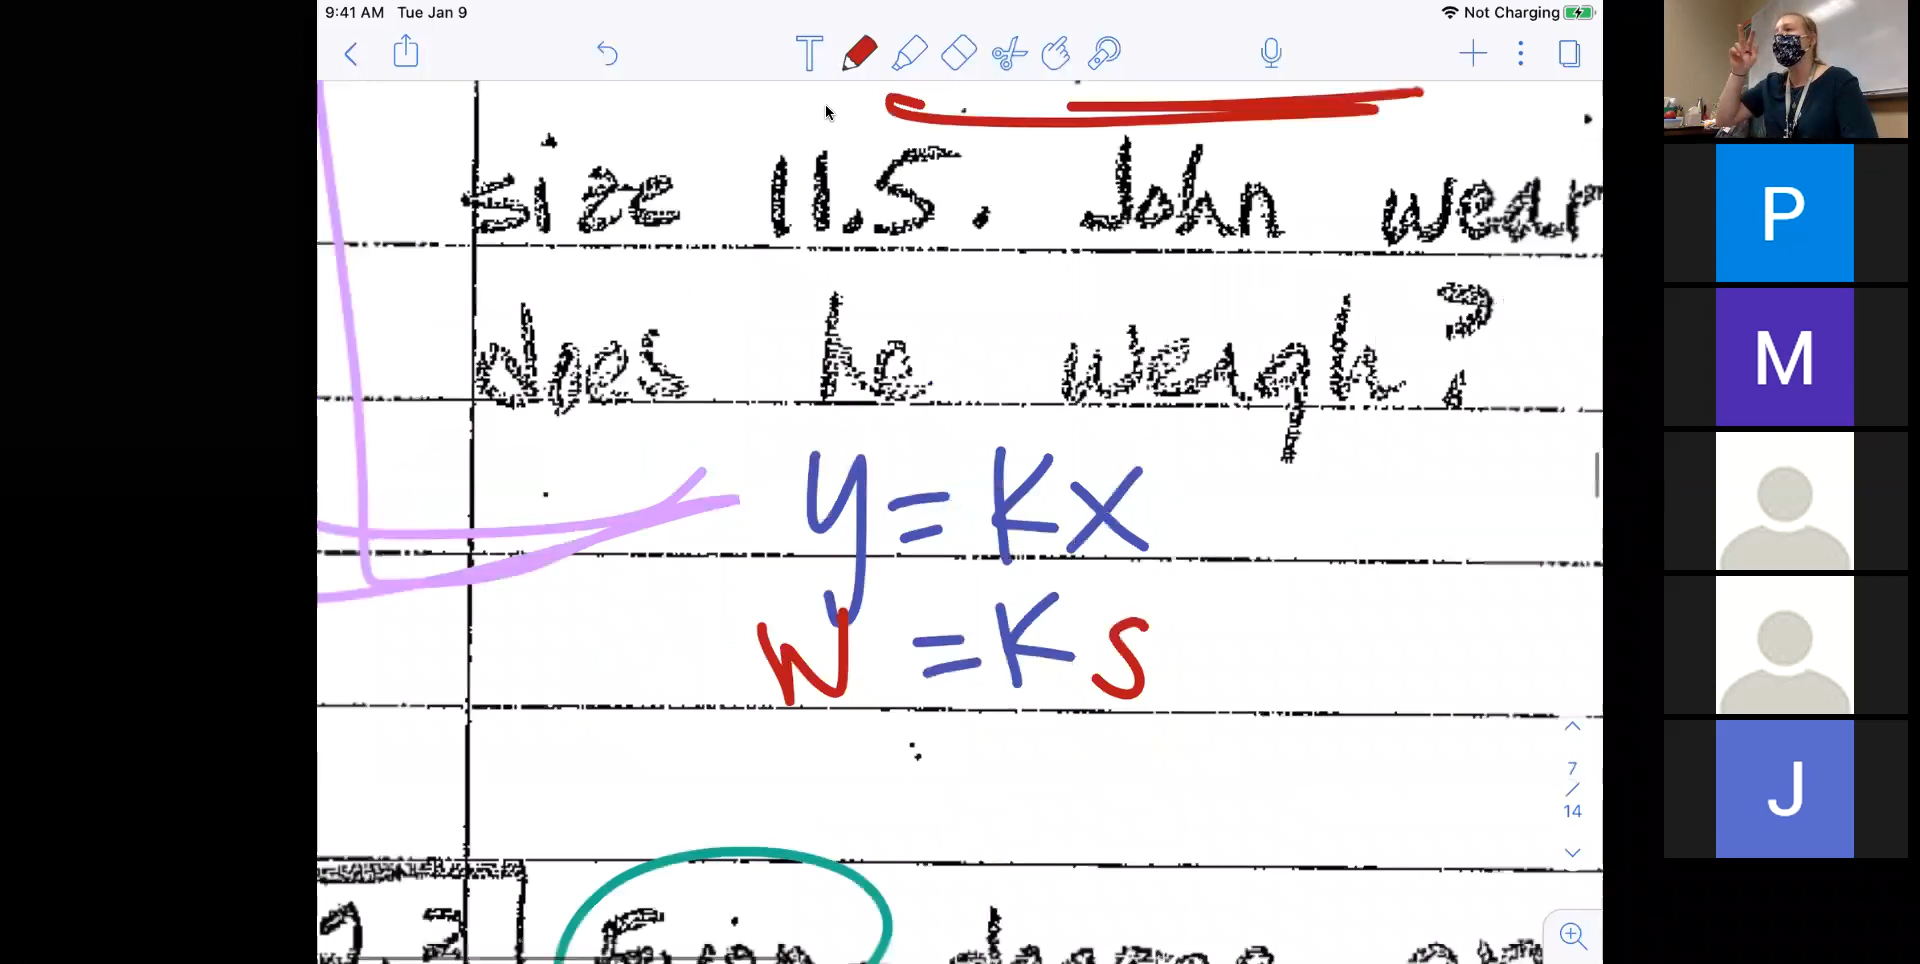 9:41 AM Tue Jan 9
Not Charging
T
P
size 11.5. John wear
does he weigh?
M
y = kx
W = KS
7
/
14
J